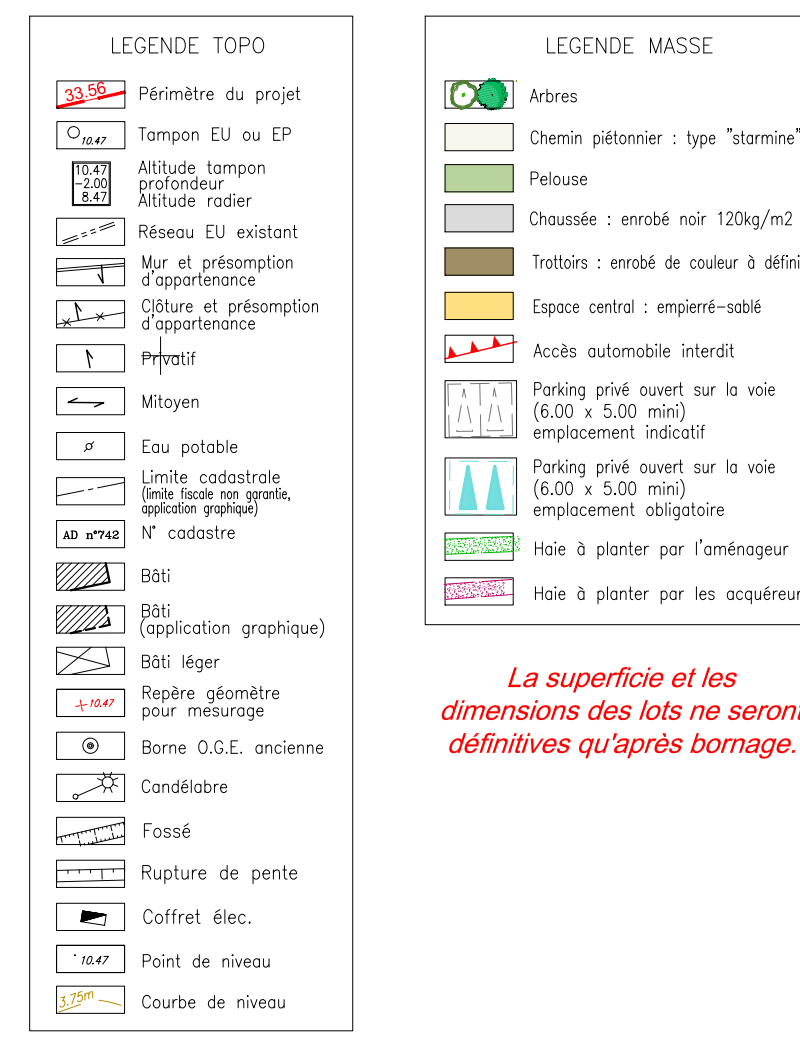 LEGENDE TOPO
33.56
Périmètre du projet
10.47
Tampon EU ou EP
10.47
-2.00
8.47
Altitude tampon
profondeur
Altitude radier
Réseau EU existant
Mur et présomption
d'appartenance
Clôture et présomption
d'appartenance
Privatif
Mitoyen
Eau potable
Limite cadastrale
(limite fiscale non garantie,
application graphique)
AD n°742
N° cadastre
Bâti
Bâti
(application graphique)
Bâti léger
10.47
Repère géomètre
pour mesurage
Borne O.G.E. ancienne
Candélabre
Fossé
Rupture de pente
Coffret élec.
10.47
Point de niveau
3.75m
Courbe de niveau
LEGENDE MASSE
Arbres
Chemin piétonnier : type "starmine"
Pelouse
Chaussée : enrobé noir 120kg/m2
Trottoirs : enrobé de couleur à défini
Espace central : empierré-sablé
Accès automobile interdit
Parking privé ouvert sur la voie
(6.00 x 5.00 mini)
emplacement indicatif
Parking privé ouvert sur la voie
(6.00 x 5.00 mini)
emplacement obligatoire
Haie à planter par l'aménageur
Haie à planter par les acquéreur
La superficie et les
dimensions des lots ne seront
définitives qu'après bornage.